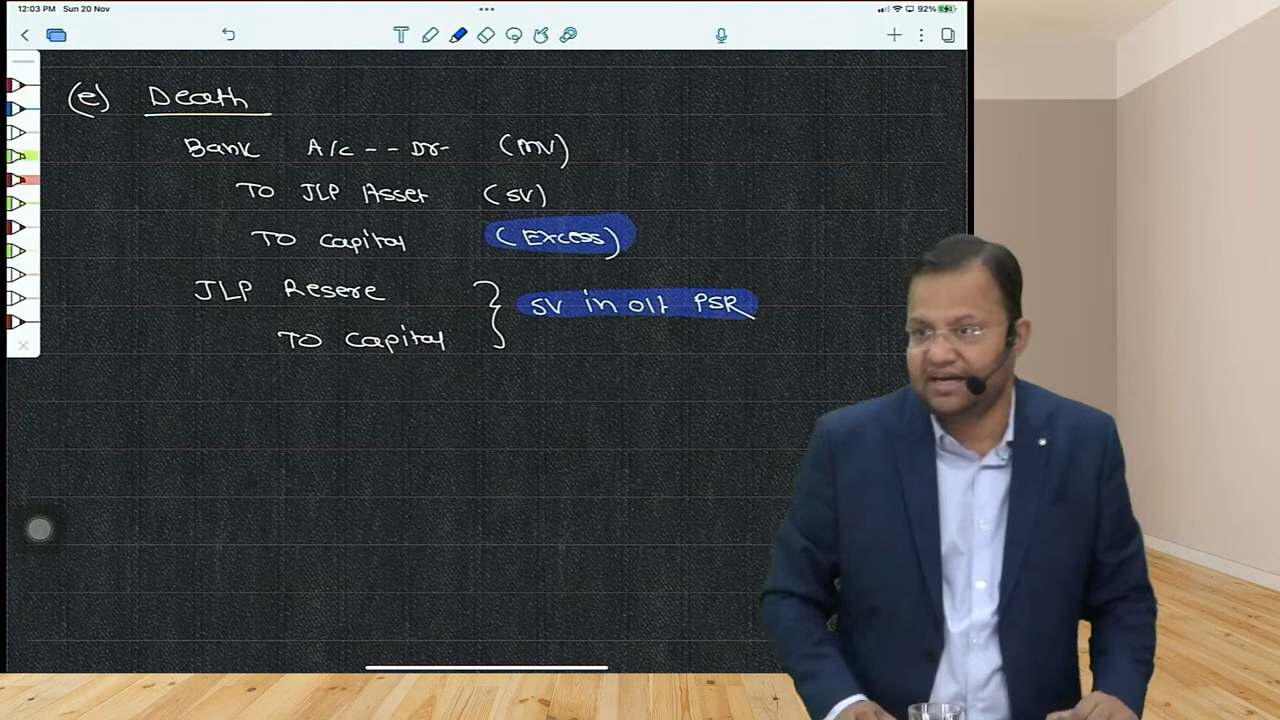 12:03 PM Sun 20 Nov
92%
(e) Death
Bank A/c -- Dr- (MV)
To JLP Asset (SV)
To Capital (Excess)
JLP Resere
To Capital
SV in old PSR